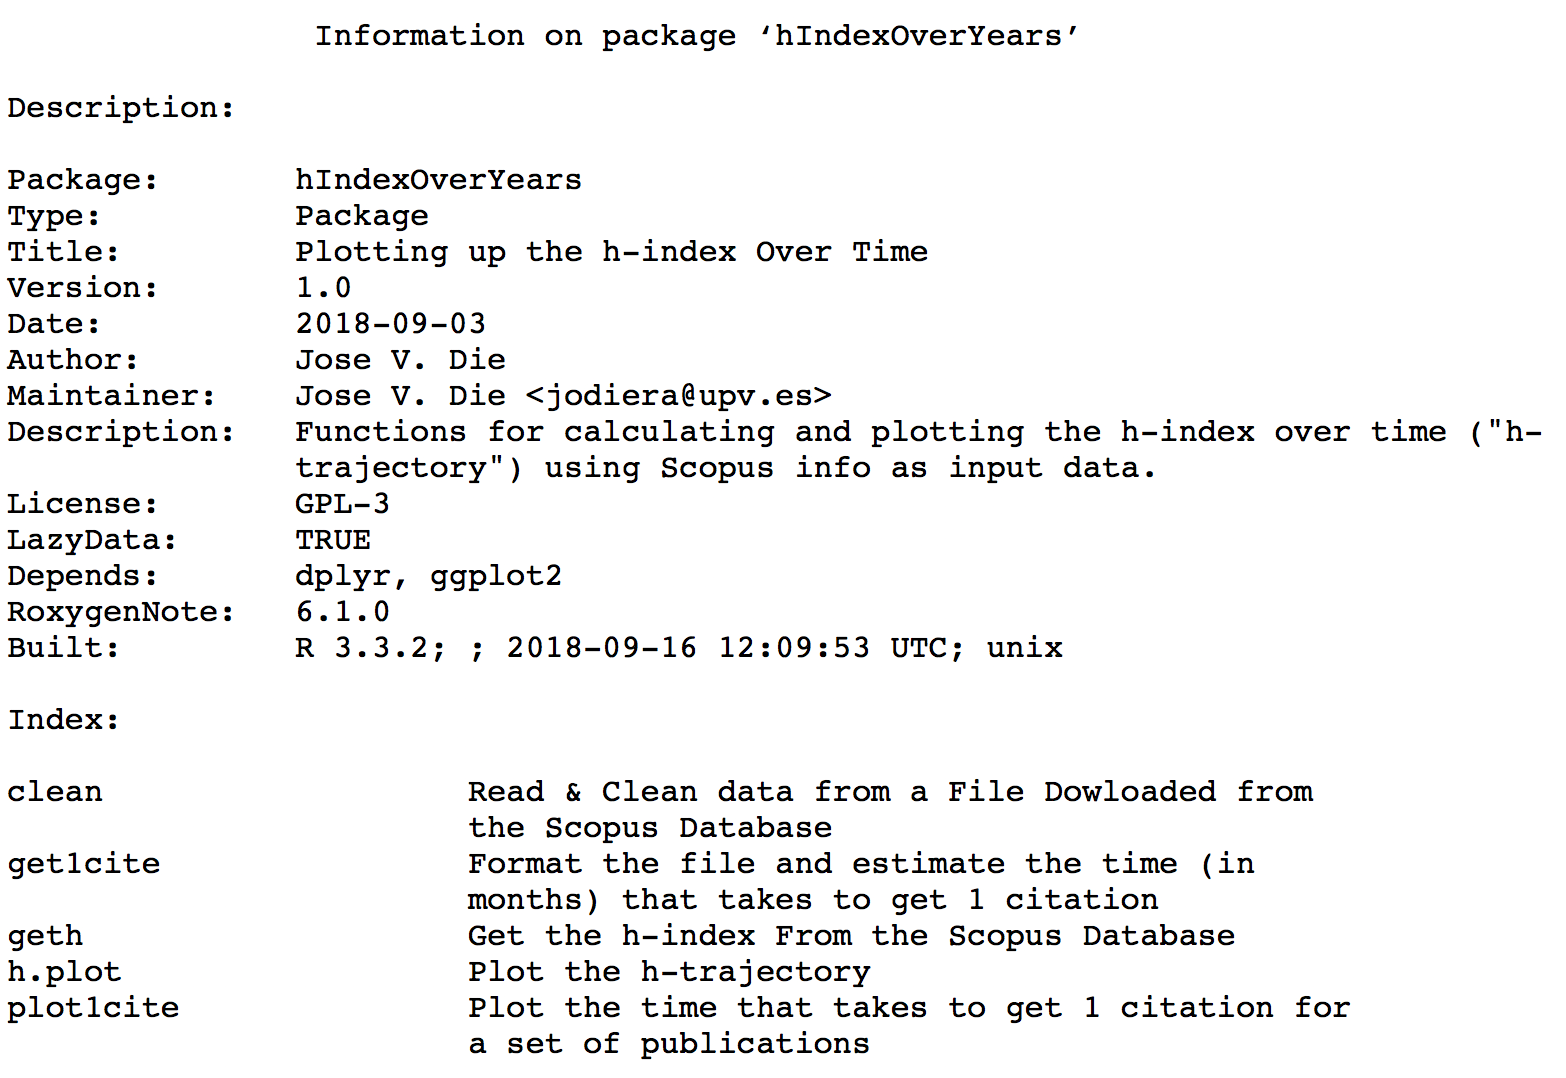 Information on package ‘hIndexOverYears’
Description:
Package: hIndexOverYears
Type: Package
Title: Plotting up the h-index Over Time
Version: 1.0
Date: 2018-09-03
Author: Jose V. Die
Maintainer: Jose V. Die <jodiera@upv.es>
Description: Functions for calculating and plotting the h-index over time ("h-
trajectory") using Scopus info as input data.
License: GPL-3
LazyData: TRUE
Depends: dplyr, ggplot2
RoxygenNote: 6.1.0
Built: R 3.3.2; ; 2018-09-16 12:09:53 UTC; unix
Index:
clean Read & Clean data from a File Dowloaded from
the Scopus Database
get1cite Format the file and estimate the time (in
months) that takes to get 1 citation
geth Get the h-index From the Scopus Database
h.plot Plot the h-trajectory
plot1cite Plot the time that takes to get 1 citation for
a set of publications